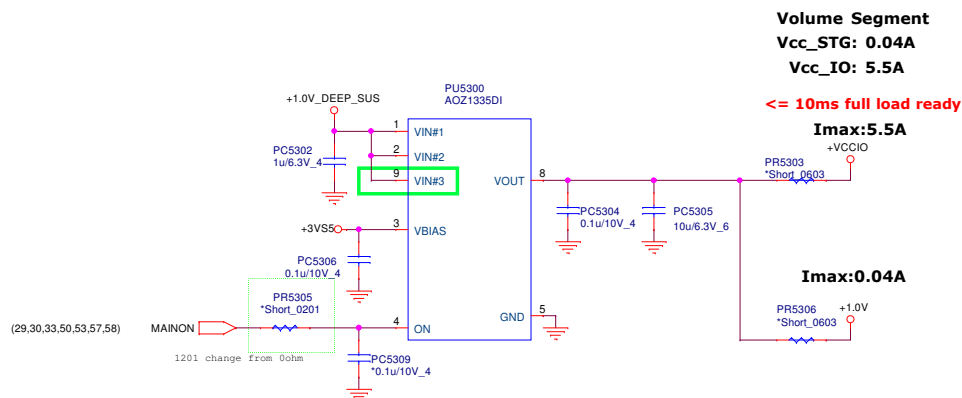 Volume Segment
Vcc_STG: 0.04A
Vcc_IO: 5.5A
<= 10ms full load ready
Imax:5.5A
+VCCIO
PU5300
AOZ1335DI
+1.0V_DEEP_SUS
1
VIN#1
PC5302
1u/6.3V_4
2
VIN#2
9
VIN#3
VOUT
8
PR5303
*Short_0603
PC5304
0.1u/10V_4
PC5305
10u/6.3V_6
+3VS5
3
VBIAS
PC5306
0.1u/10V_4
Imax:0.04A
PR5305
*Short_0201
PR5306
*Short_0603
+1.0V
GND
5
(29,30,33,50,53,57,58)
MAINON
4
ON
1201 change from 0ohm
PC5309
*0.1u/10V_4